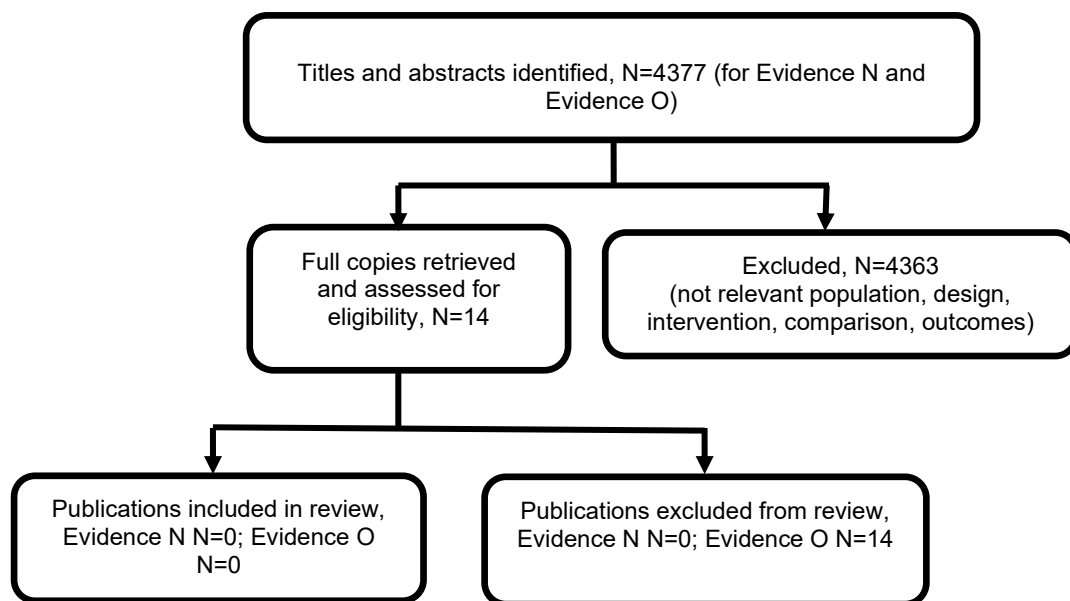 Titles and abstracts identified, N=4377 (for Evidence N and
Evidence O)
Full copies retrieved
and assessed for
eligibility, N=14
Excluded, N=4363
(not relevant population, design,
intervention, comparison, outcomes)
Publications included in review,
Evidence N N=0; Evidence O
N=0
Publications excluded from review,
Evidence N N=0; Evidence O N=14